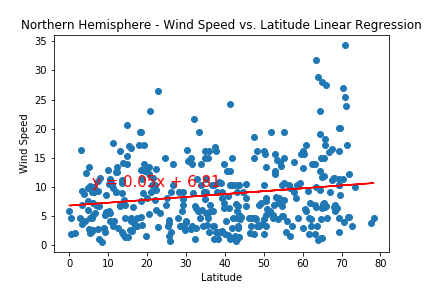 Northern Hemisphere - Wind Speed vs. Latitude Linear Regression
35
30
25
20
15
10
5
0
Wind Speed
y = 0.05x + 6.81
0 10 20 30 40 50 60 70 80
Latitude